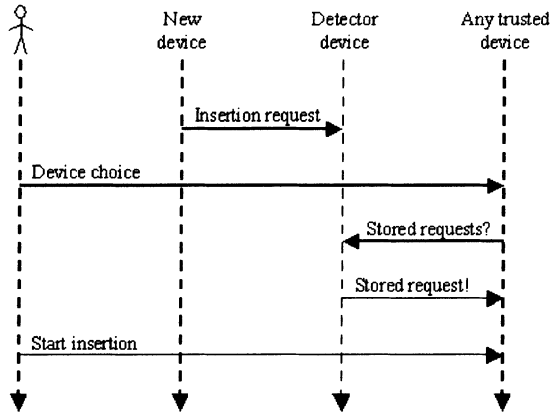 New
device
Detector
device
Any trusted
device
Insertion request
Device choice
Stored requests?
Stored request!
Start insertion